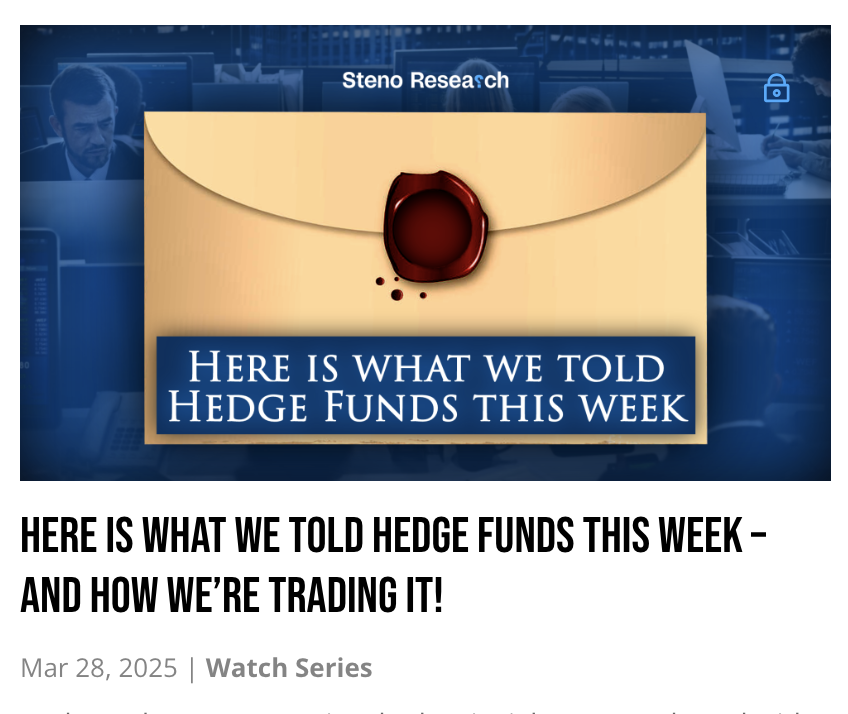 Steno Research
Here is what we told
Hedge Funds this week
HERE IS WHAT WE TOLD HEDGE FUNDS THIS WEEK –
AND HOW WE’RE TRADING IT!
Mar 28, 2025 | Watch Series